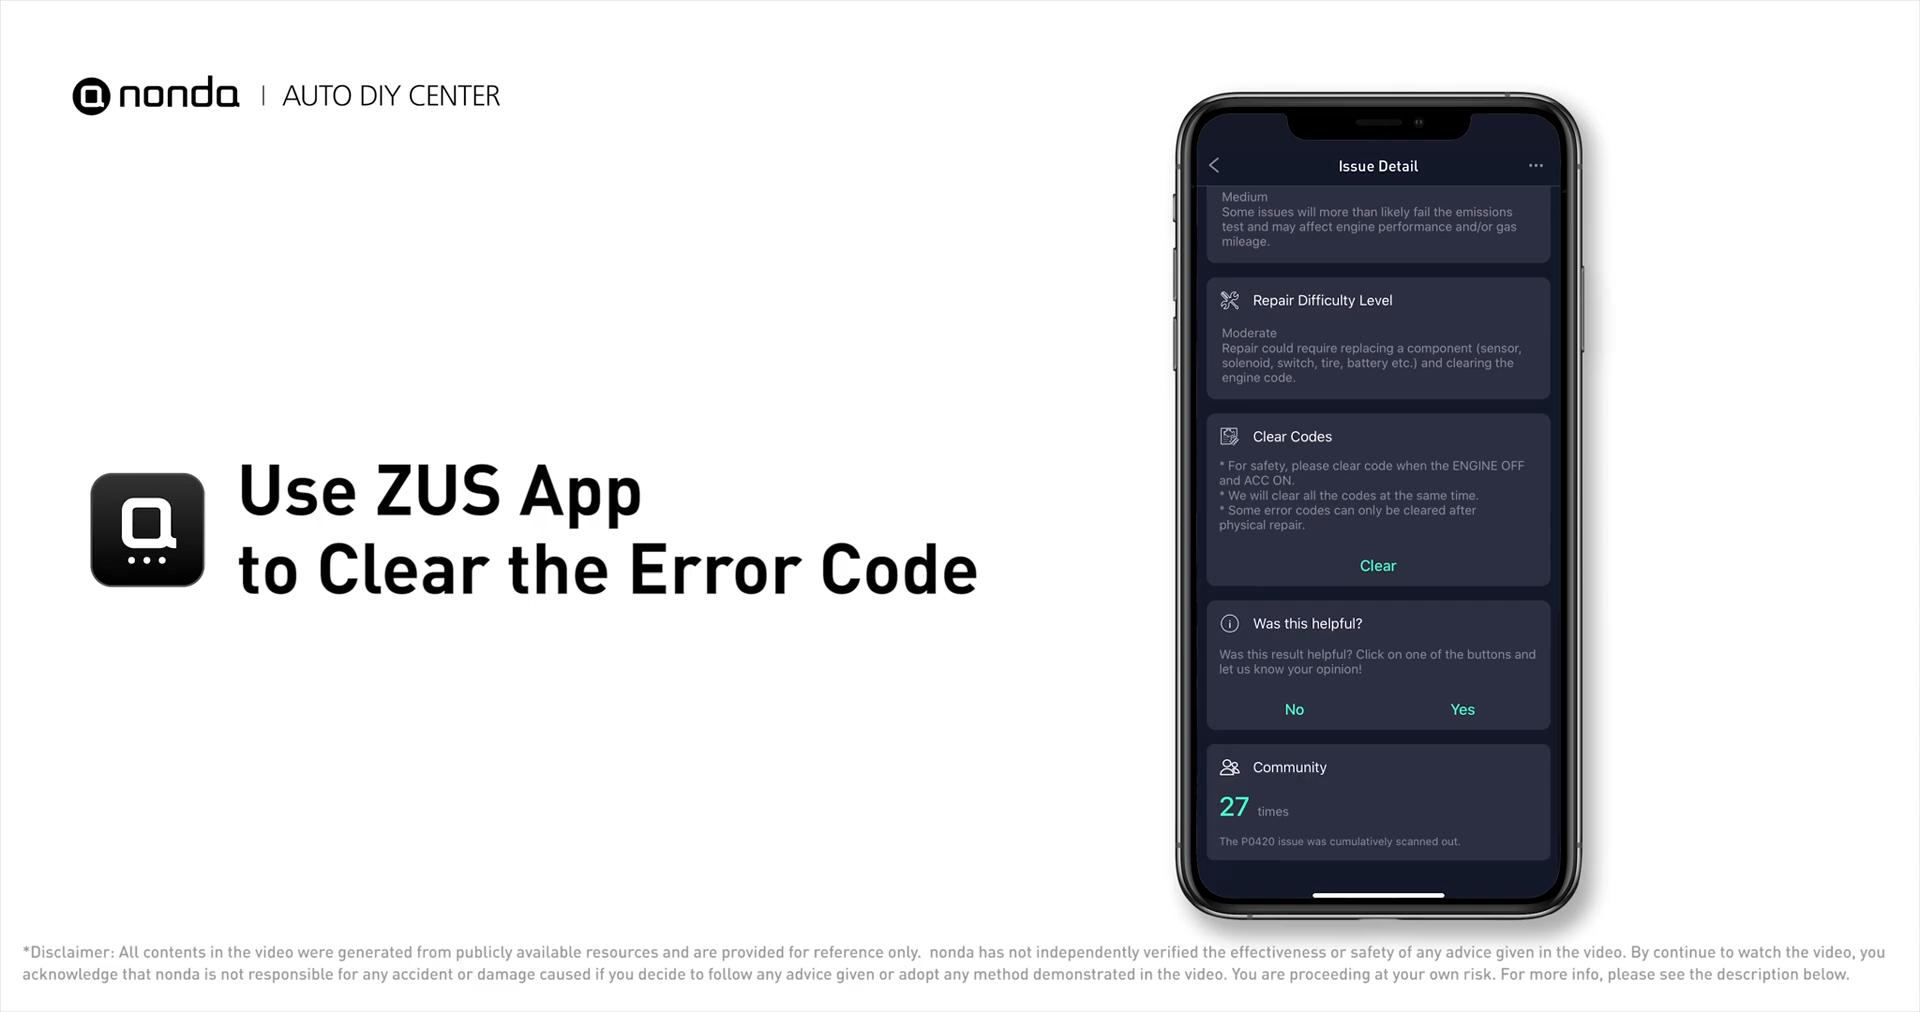 nonda | AUTO DIY CENTER
Use ZUS App
to Clear the Error Code
Issue Detail
Medium
Some issues will more than likely fail the emissions
test and may affect engine performance and/or gas
mileage.
Repair Difficulty Level
Moderate
Repair could require replacing a component (sensor,
solenoid, switch, tire, battery etc.) and clearing the
engine code.
Clear Codes
* For safety, please clear code when the ENGINE OFF
and ACC ON.
* We will clear all the codes at the same time.
* Some error codes can only be cleared after
physical repair.
Clear
Was this helpful?
Was this result helpful? Click on one of the buttons and
let us know your opinion!
No Yes
Community
27 times
The P0420 issue was cumulatively scanned out.
*Disclaimer: All contents in the video were generated from publicly available resources and are provided for reference only. nonda has not independently verified the effectiveness or safety of any advice given in the video. By continue to watch the video, you
acknowledge that nonda is not responsible for any accident or damage caused if you decide to follow any advice given or adopt any method demonstrated in the video. You are proceeding at your own risk. For more info, please see the description below.